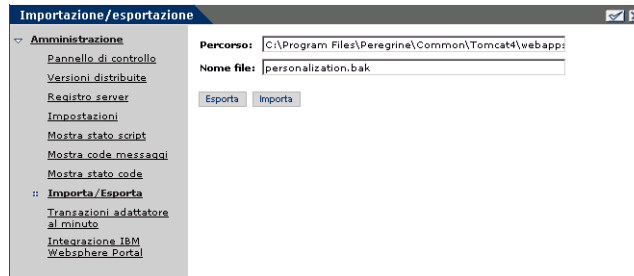 Importazione/esportazione
Amministrazione
Pannello di controllo
Versioni distribuite
Registro server
Impostazioni
Mostra stato script
Mostra code messaggi
Mostra stato code
Importa/Esporta
Transazioni adattatore
al minuto
Integrazione IBM
Websphere Portal
Percorso: C:\Program Files\Peregrine\Common\Tomcat4\webapps
Nome file: personalization.bak
Esporta Importa